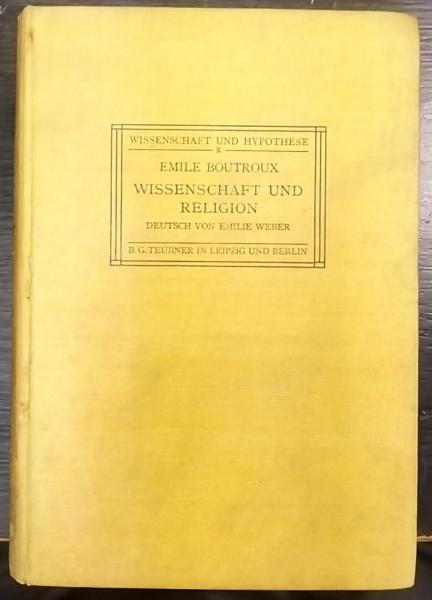 WISSENSCHAFT UND HYPOTHESE
X
EMILE BOUTROUX
WISSENSCHAFT UND
RELIGION
DEUTSCH VON EMILIE WEBER
B. G. TEUBNER IN LEIPZIG UND BERLIN